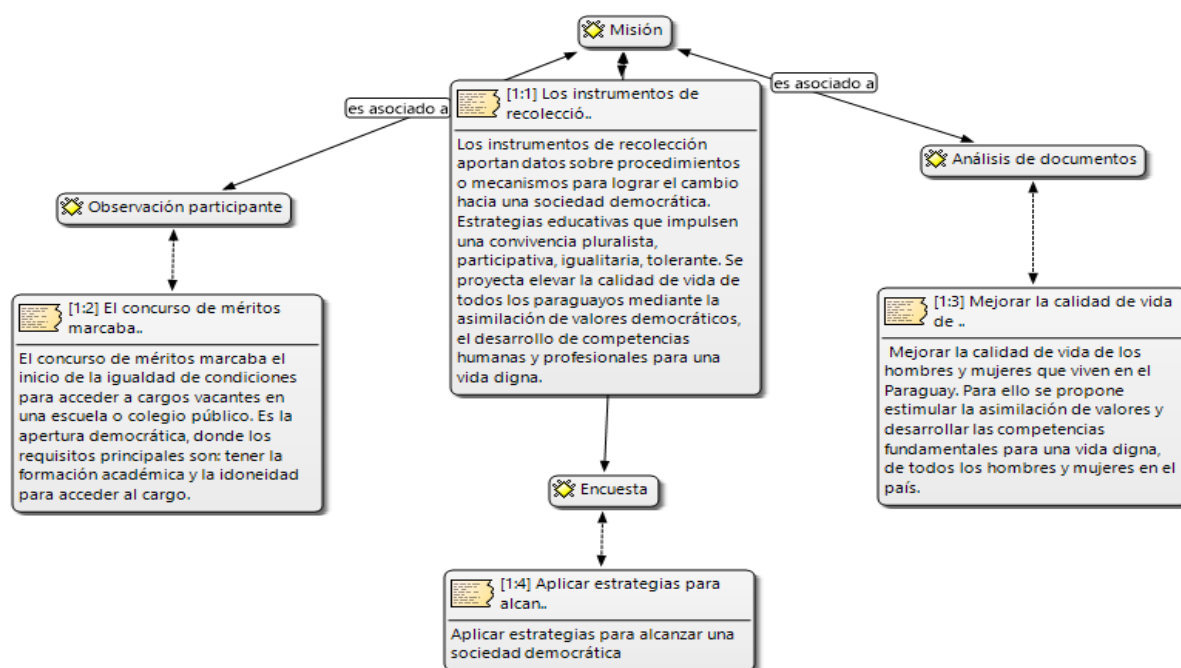 Misión
es asociado a
es asociado a
[1:1] Los instrumentos de
recolecció..
Los instrumentos de recolección
aportan datos sobre procedimientos
o mecanismos para lograr el cambio
hacia una sociedad democrática.
Estrategias educativas que impulsen
una convivencia pluralista,
participativa, igualitaria, tolerante. Se
proyecta elevar la calidad de vida de
todos los paraguayos mediante la
asimilación de valores democráticos,
el desarrollo de competencias
humanas y profesionales para una
vida digna.
Observación participante
[1:2] El concurso de méritos
marcaba..
El concurso de méritos marcaba el
inicio de la igualdad de condiciones
para acceder a cargos vacantes en
una escuela o colegio público. Es la
apertura democrática, donde los
requisitos principales son: tener la
formación académica y la idoneidad
para acceder al cargo.
Análisis de documentos
[1:3] Mejorar la calidad de vida
de ..
Mejorar la calidad de vida de los
hombres y mujeres que viven en el
Paraguay. Para ello se propone
estimular la asimilación de valores y
desarrollar las competencias
fundamentales para una vida digna,
de todos los hombres y mujeres en el
país.
Encuesta
[1:4] Aplicar estrategias para
alcan..
Aplicar estrategias para alcanzar una
sociedad democrática